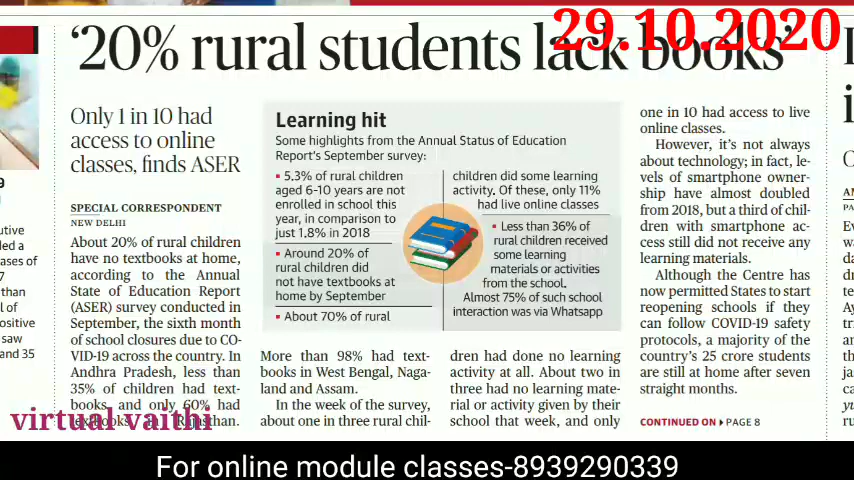 29.10.2020
‘20% rural students lack books’
Only 1 in 10 had
access to online
classes, finds ASER
SPECIAL CORRESPONDENT
NEW DELHI
About 20% of rural children
have no textbooks at home,
according to the Annual
State of Education Report
(ASER) survey conducted in
September, the sixth month
of school closures due to CO-
VID-19 across the country. In
Andhra Pradesh, less than
35% of children had text-
books, and only 60% had
textbooks in Rajasthan.
Learning hit
Some highlights from the Annual Status of Education
Report's September survey:
▪ 5.3% of rural children
aged 6-10 years are not
enrolled in school this
year, in comparison to
just 1.8% in 2018
▪ Around 20% of
rural children did
not have textbooks at
home by September
▪ About 70% of rural
children did some learning
activity. Of these, only 11%
had live online classes
▪ Less than 36% of
rural children received
some learning
materials or activities
from the school.
Almost 75% of such school
interaction was via Whatsapp
More than 98% had text-
books in West Bengal, Naga-
land and Assam.
In the week of the survey,
about one in three rural chil-
dren had done no learning
activity at all. About two in
three had no learning mate-
rial or activity given by their
school that week, and only
one in 10 had access to live
online classes.
However, it's not always
about technology; in fact, le-
vels of smartphone owner-
ship have almost doubled
from 2018, but a third of chil-
dren with smartphone ac-
cess still did not receive any
learning materials.
Although the Centre has
now permitted States to start
reopening schools if they
can follow COVID-19 safety
protocols, a majority of the
country's 25 crore students
are still at home after seven
straight months.
CONTINUED ON ▸ PAGE 8
virtual vaithi
For online module classes-8939290339